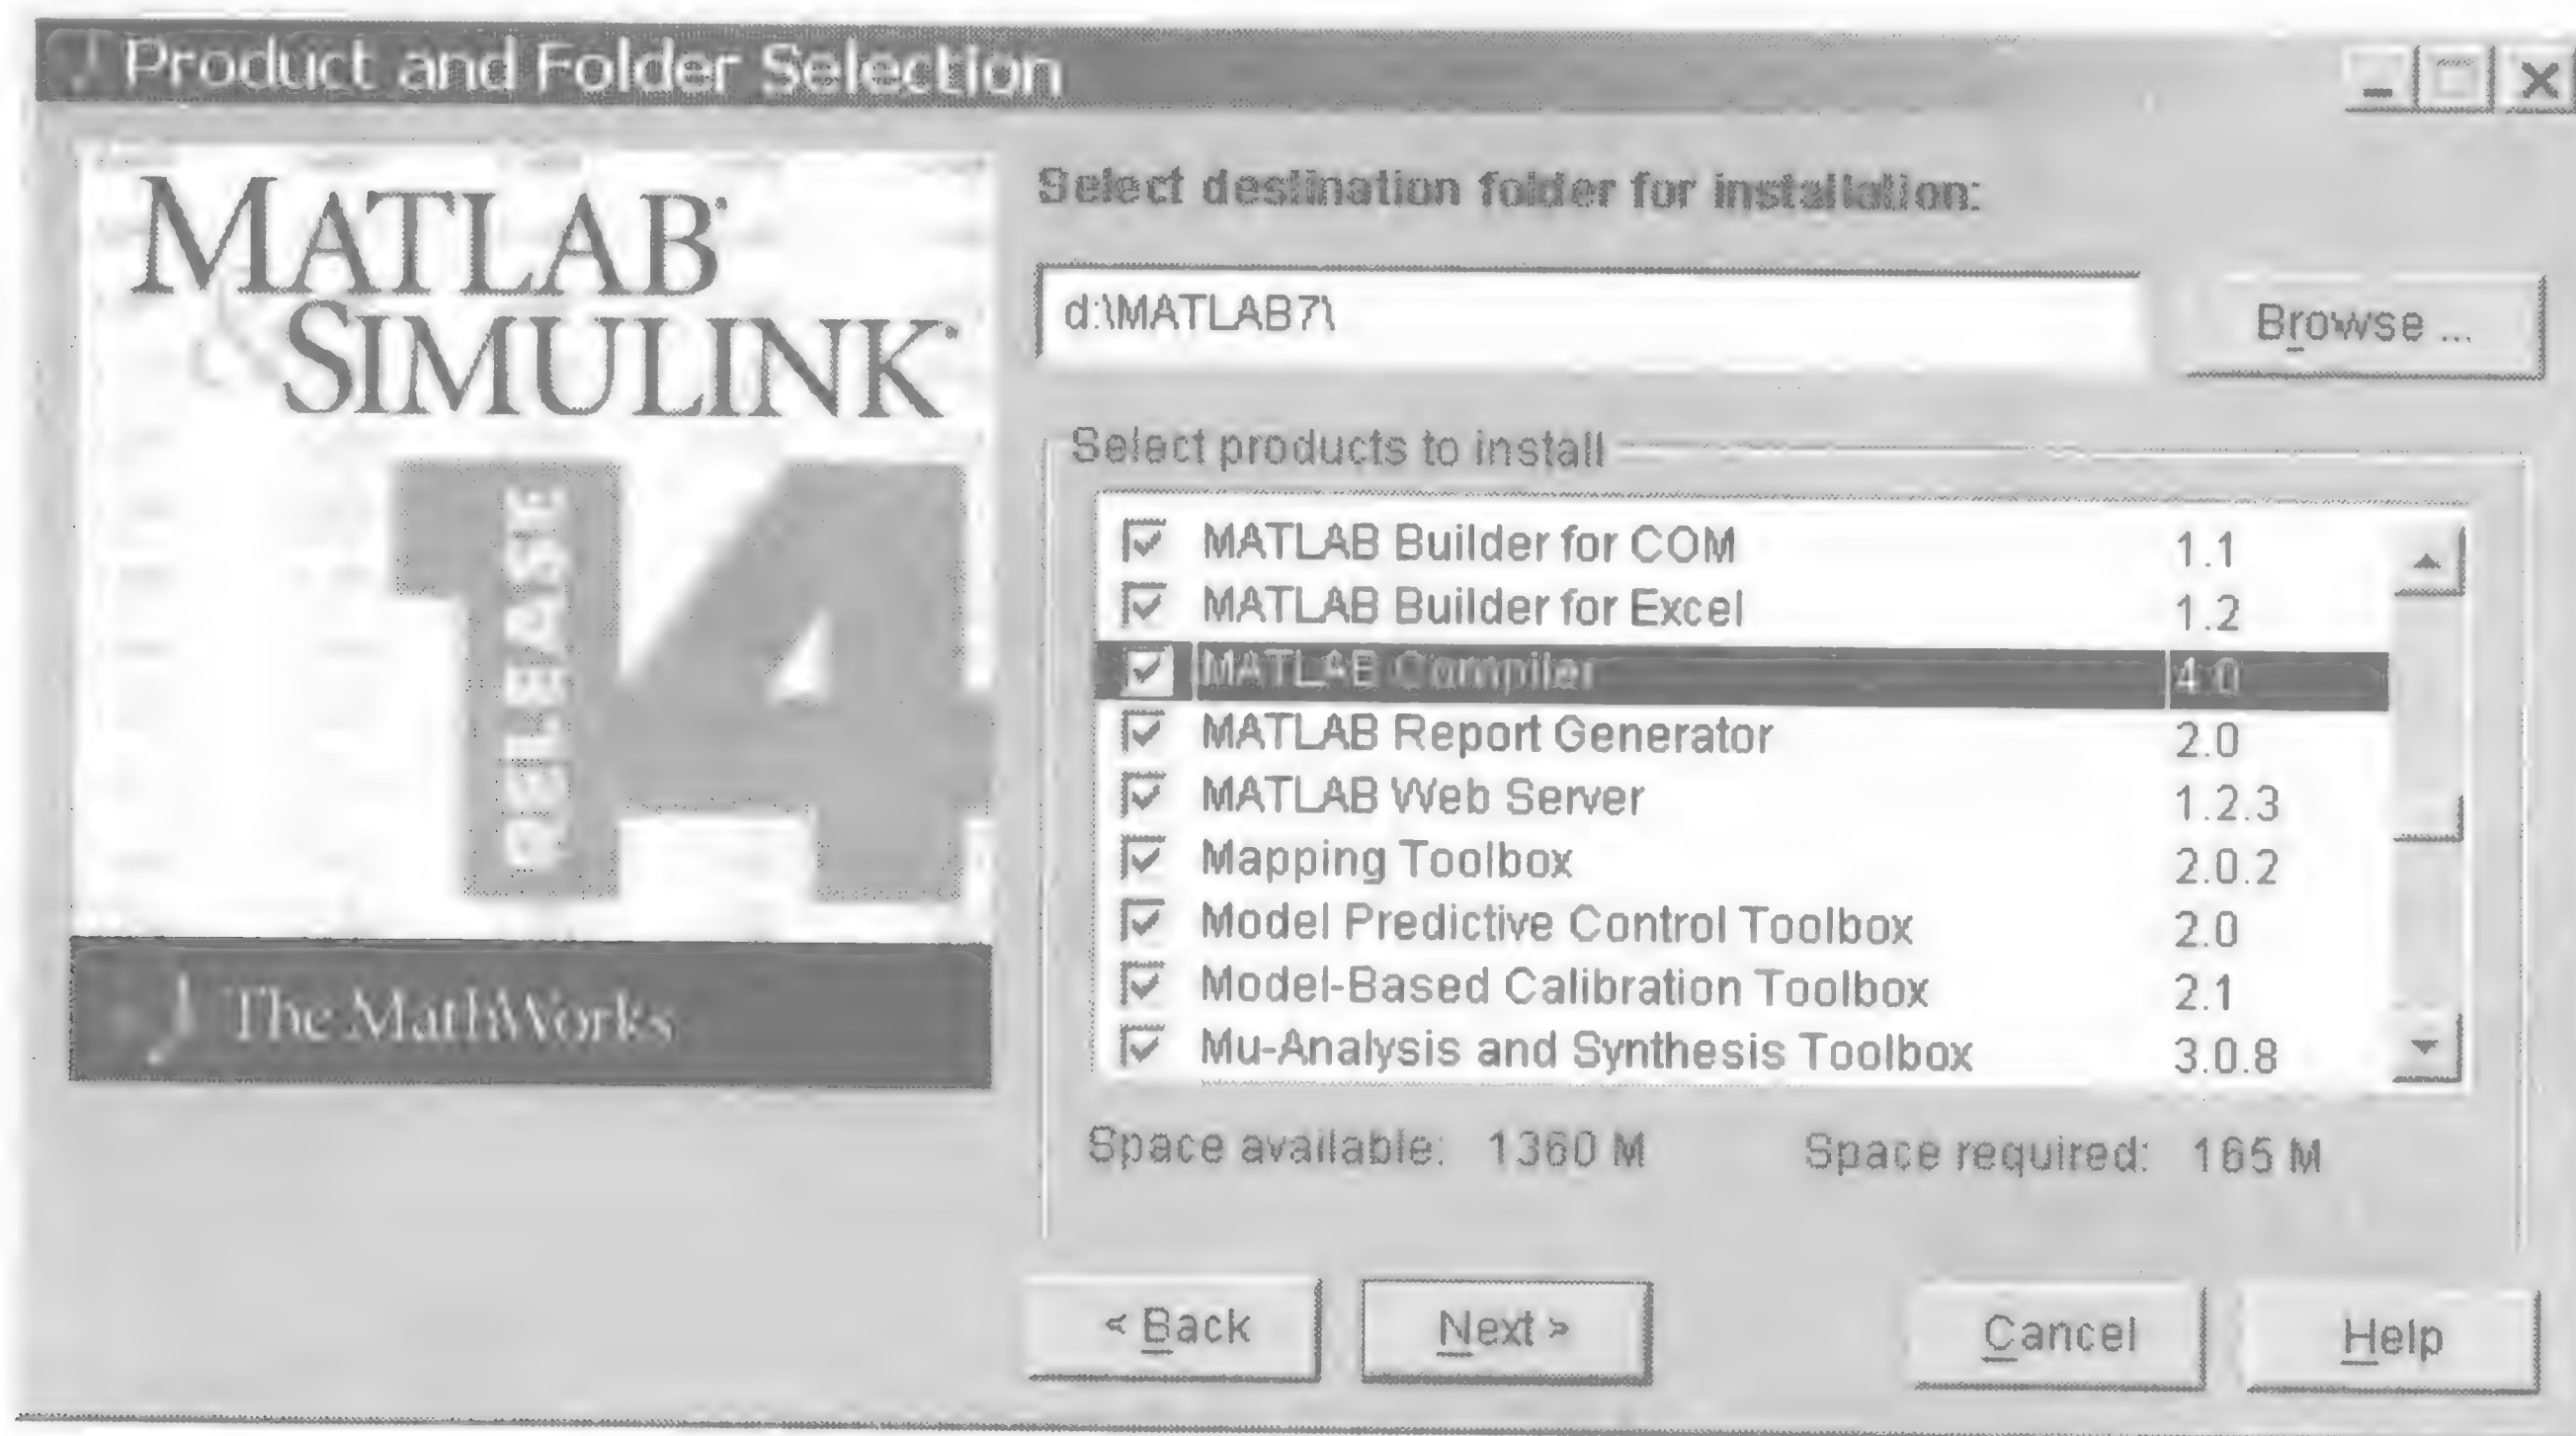 Product and Folder Selection
MATLAB
& SIMULINK
RELEASE
14
The MathWorks
Select destination folder for installation:
d:\MATLAB7\
Browse ...
Select products to install
MATLAB Builder for COM 1.1
MATLAB Builder for Excel 1.2
MATLAB Compiler 4.0
MATLAB Report Generator 2.0
MATLAB Web Server 1.2.3
Mapping Toolbox 2.0.2
Model Predictive Control Toolbox 2.0
Model-Based Calibration Toolbox 2.1
Mu-Analysis and Synthesis Toolbox 3.0.8
Space available: 1360 M Space required: 165 M
< Back Next > Cancel Help